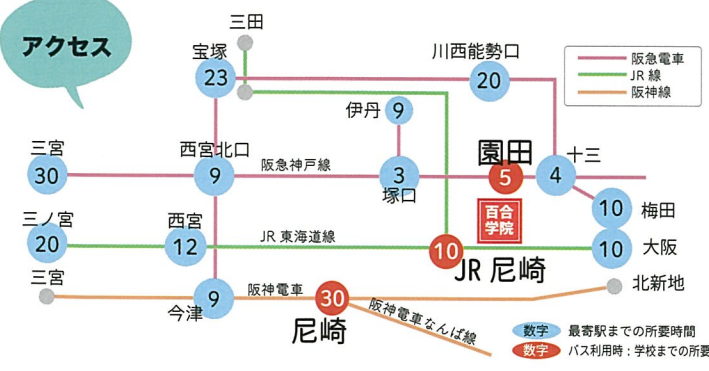 アクセス
三田
宝塚
23
川西能勢口
20
阪急電車
JR 線
阪神線
伊丹
9
三宮
30
西宮北口
9
阪急神戸線
3
塚口
園田
5
十三
4
百合
学院
10
梅田
三ノ宮
20
西宮
12
JR 東海道線
10
JR 尼崎
10
大阪
三宮
今津
9
阪神電車
30
尼崎
阪神電車なんば線
北新地
数字 最寄駅までの所要時間
数字 バス利用時：学校までの所要